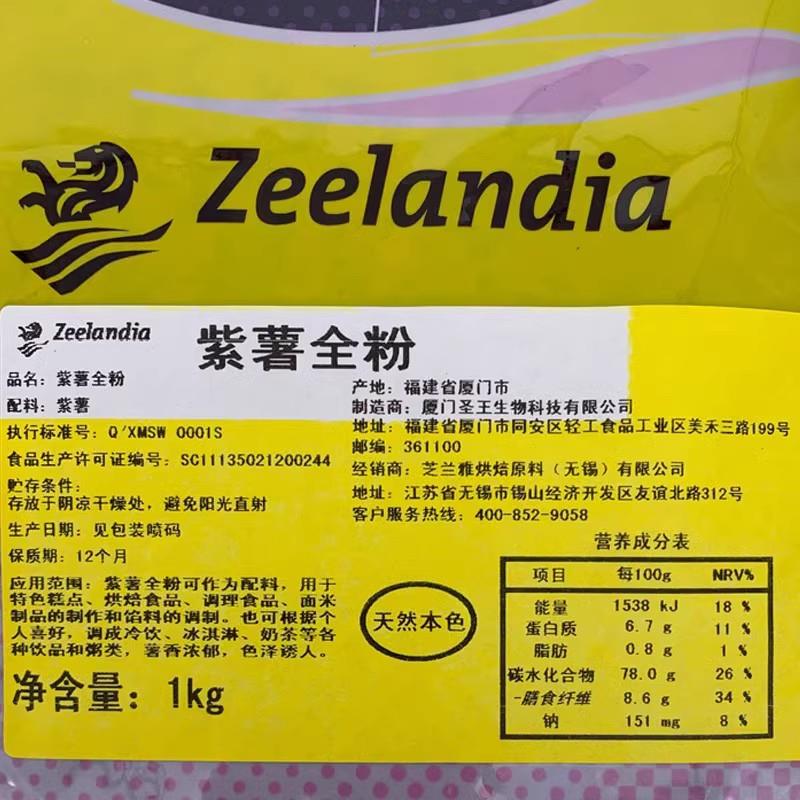 Zeelandia
Zeelandia
紫薯全粉
品名：紫薯全粉
配料：紫薯
执行标准号：Q'XMSW 0001S
食品生产许可证编号：SC11135021200244
贮存条件：
存放于阴凉干燥处，避免阳光直射
生产日期：见包装喷码
保质期：12个月
应用范围：紫薯全粉可作为配料，用于
特色糕点、烘焙食品、调理食品、面米
制品的制作和馅料的调制。也可根据个
人喜好，调成冷饮、冰淇淋、奶茶等各
种饮品和粥类，薯香浓郁，色泽诱人。
净含量：1kg
产地：福建省厦门市
制造商：厦门圣王生物科技有限公司
地址：福建省厦门市同安区轻工食品工业区美禾三路199号
邮编：361100
经销商：芝兰雅烘焙原料（无锡）有限公司
地址：江苏省无锡市锡山经济开发区友谊北路312号
客户服务热线：400-852-9058
天然本色
营养成分表
项目 每100g NRV%
能量 1538 kJ 18 %
蛋白质 6.7 g 11 %
脂肪 0.8 g 1 %
碳水化合物 78.0 g 26 %
-膳食纤维 8.6 g 34 %
钠 151 mg 8 %